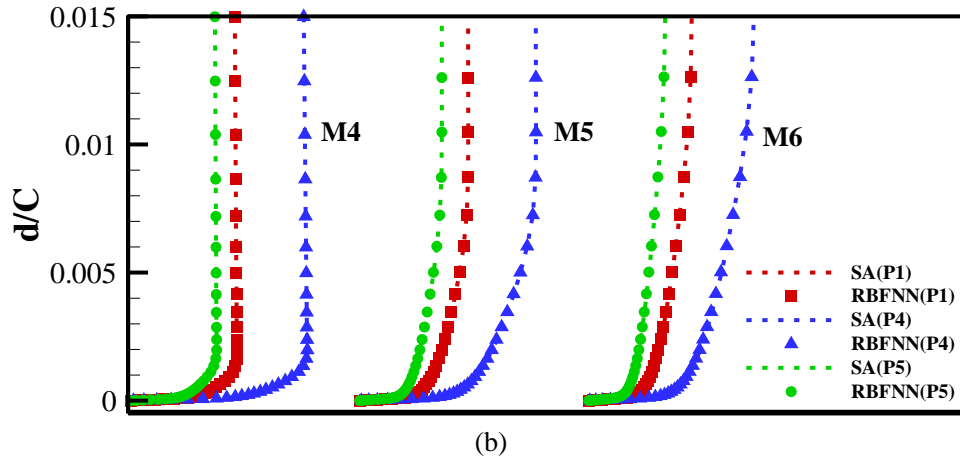 0.015
M4
M5
M6
0.01
d/C
0.005
SA(P1)
RBFNN(P1)
SA(P4)
RBFNN(P4)
SA(P5)
RBFNN(P5)
0
(b)